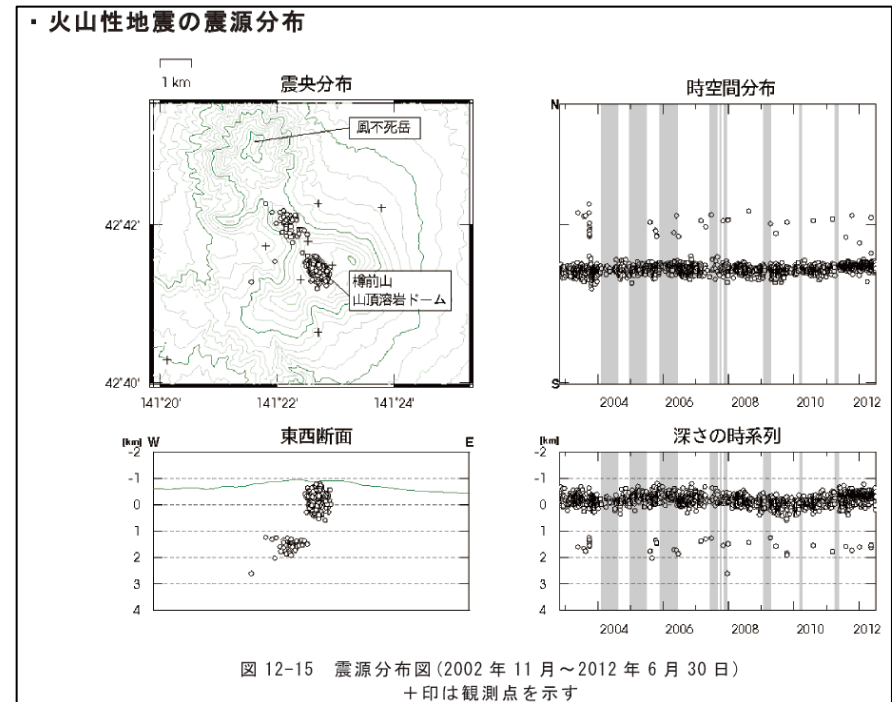 ・火山性地震の震源分布
1 km
震央分布
風不死岳
42°42'
樽前山
山頂溶岩ドーム
42°40'
141°20'
141°22'
141°24'
時空間分布
N
S
2004
2006
2008
2010
2012
東西断面
[km]
W
E
-2
-1
0
1
2
3
4
深さの時系列
[km]
-2
-1
0
1
2
3
4
2004
2006
2008
2010
2012
図 12-15 震源分布図(2002 年 11 月～2012 年 6 月 30 日)
＋印は観測点を示す